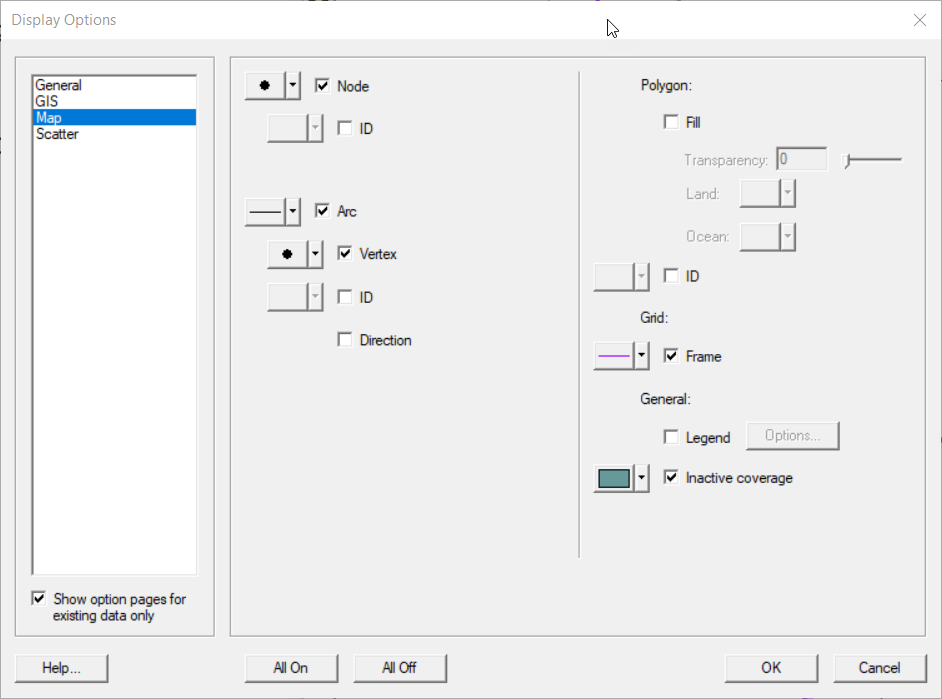 Display Options
General
GIS
Map
Scatter
Show option pages for
existing data only
Node
ID
Arc
Vertex
ID
Direction
Polygon:
Fill
Transparency: 0
Land:
Ocean:
ID
Grid:
Frame
General:
Legend Options...
Inactive coverage
Help...
All On
All Off
OK
Cancel